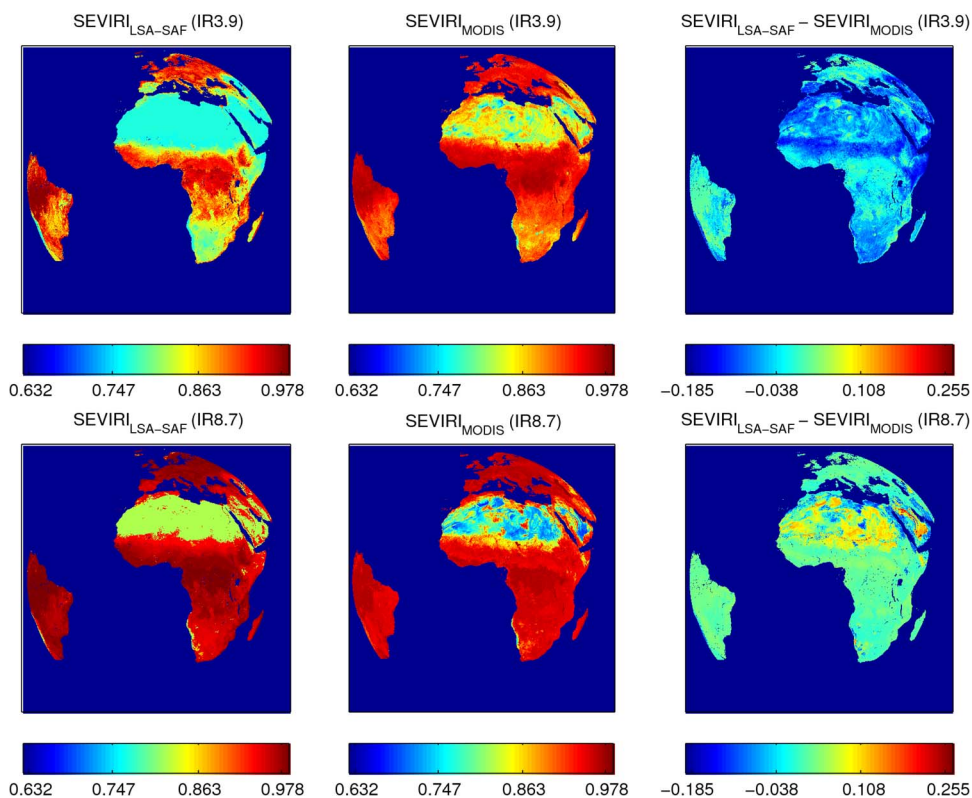 SEVIRI_LSA−SAF (IR3.9)
SEVIRI_MODIS (IR3.9)
SEVIRI_LSA−SAF − SEVIRI_MODIS (IR3.9)
0.632 0.747 0.863 0.978
0.632 0.747 0.863 0.978
−0.185 −0.038 0.108 0.255
SEVIRI_LSA−SAF (IR8.7)
SEVIRI_MODIS (IR8.7)
SEVIRI_LSA−SAF − SEVIRI_MODIS (IR8.7)
0.632 0.747 0.863 0.978
0.632 0.747 0.863 0.978
−0.185 −0.038 0.108 0.255